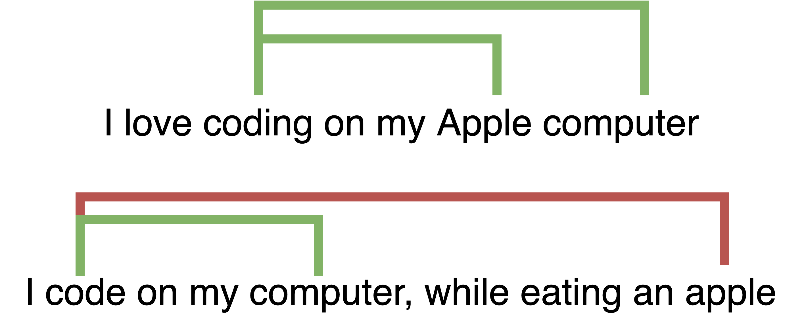 I love coding on my Apple computer
I code on my computer, while eating an apple